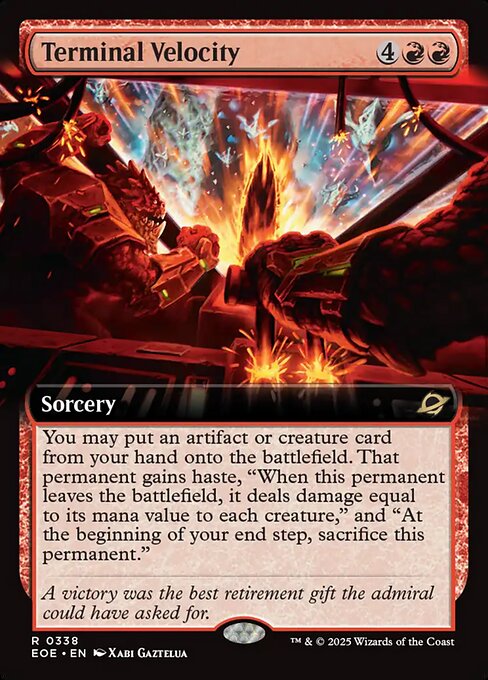 Terminal Velocity 4
Sorcery
You may put an artifact or creature card
from your hand onto the battlefield. That
permanent gains haste, “When this permanent
leaves the battlefield, it deals damage equal
to its mana value to each creature,” and “At
the beginning of your end step, sacrifice this
permanent.”
A victory was the best retirement gift the admiral
could have asked for.
R 0338
EOE • EN Xabi Gaztelua
™ & © 2025 Wizards of the Coast